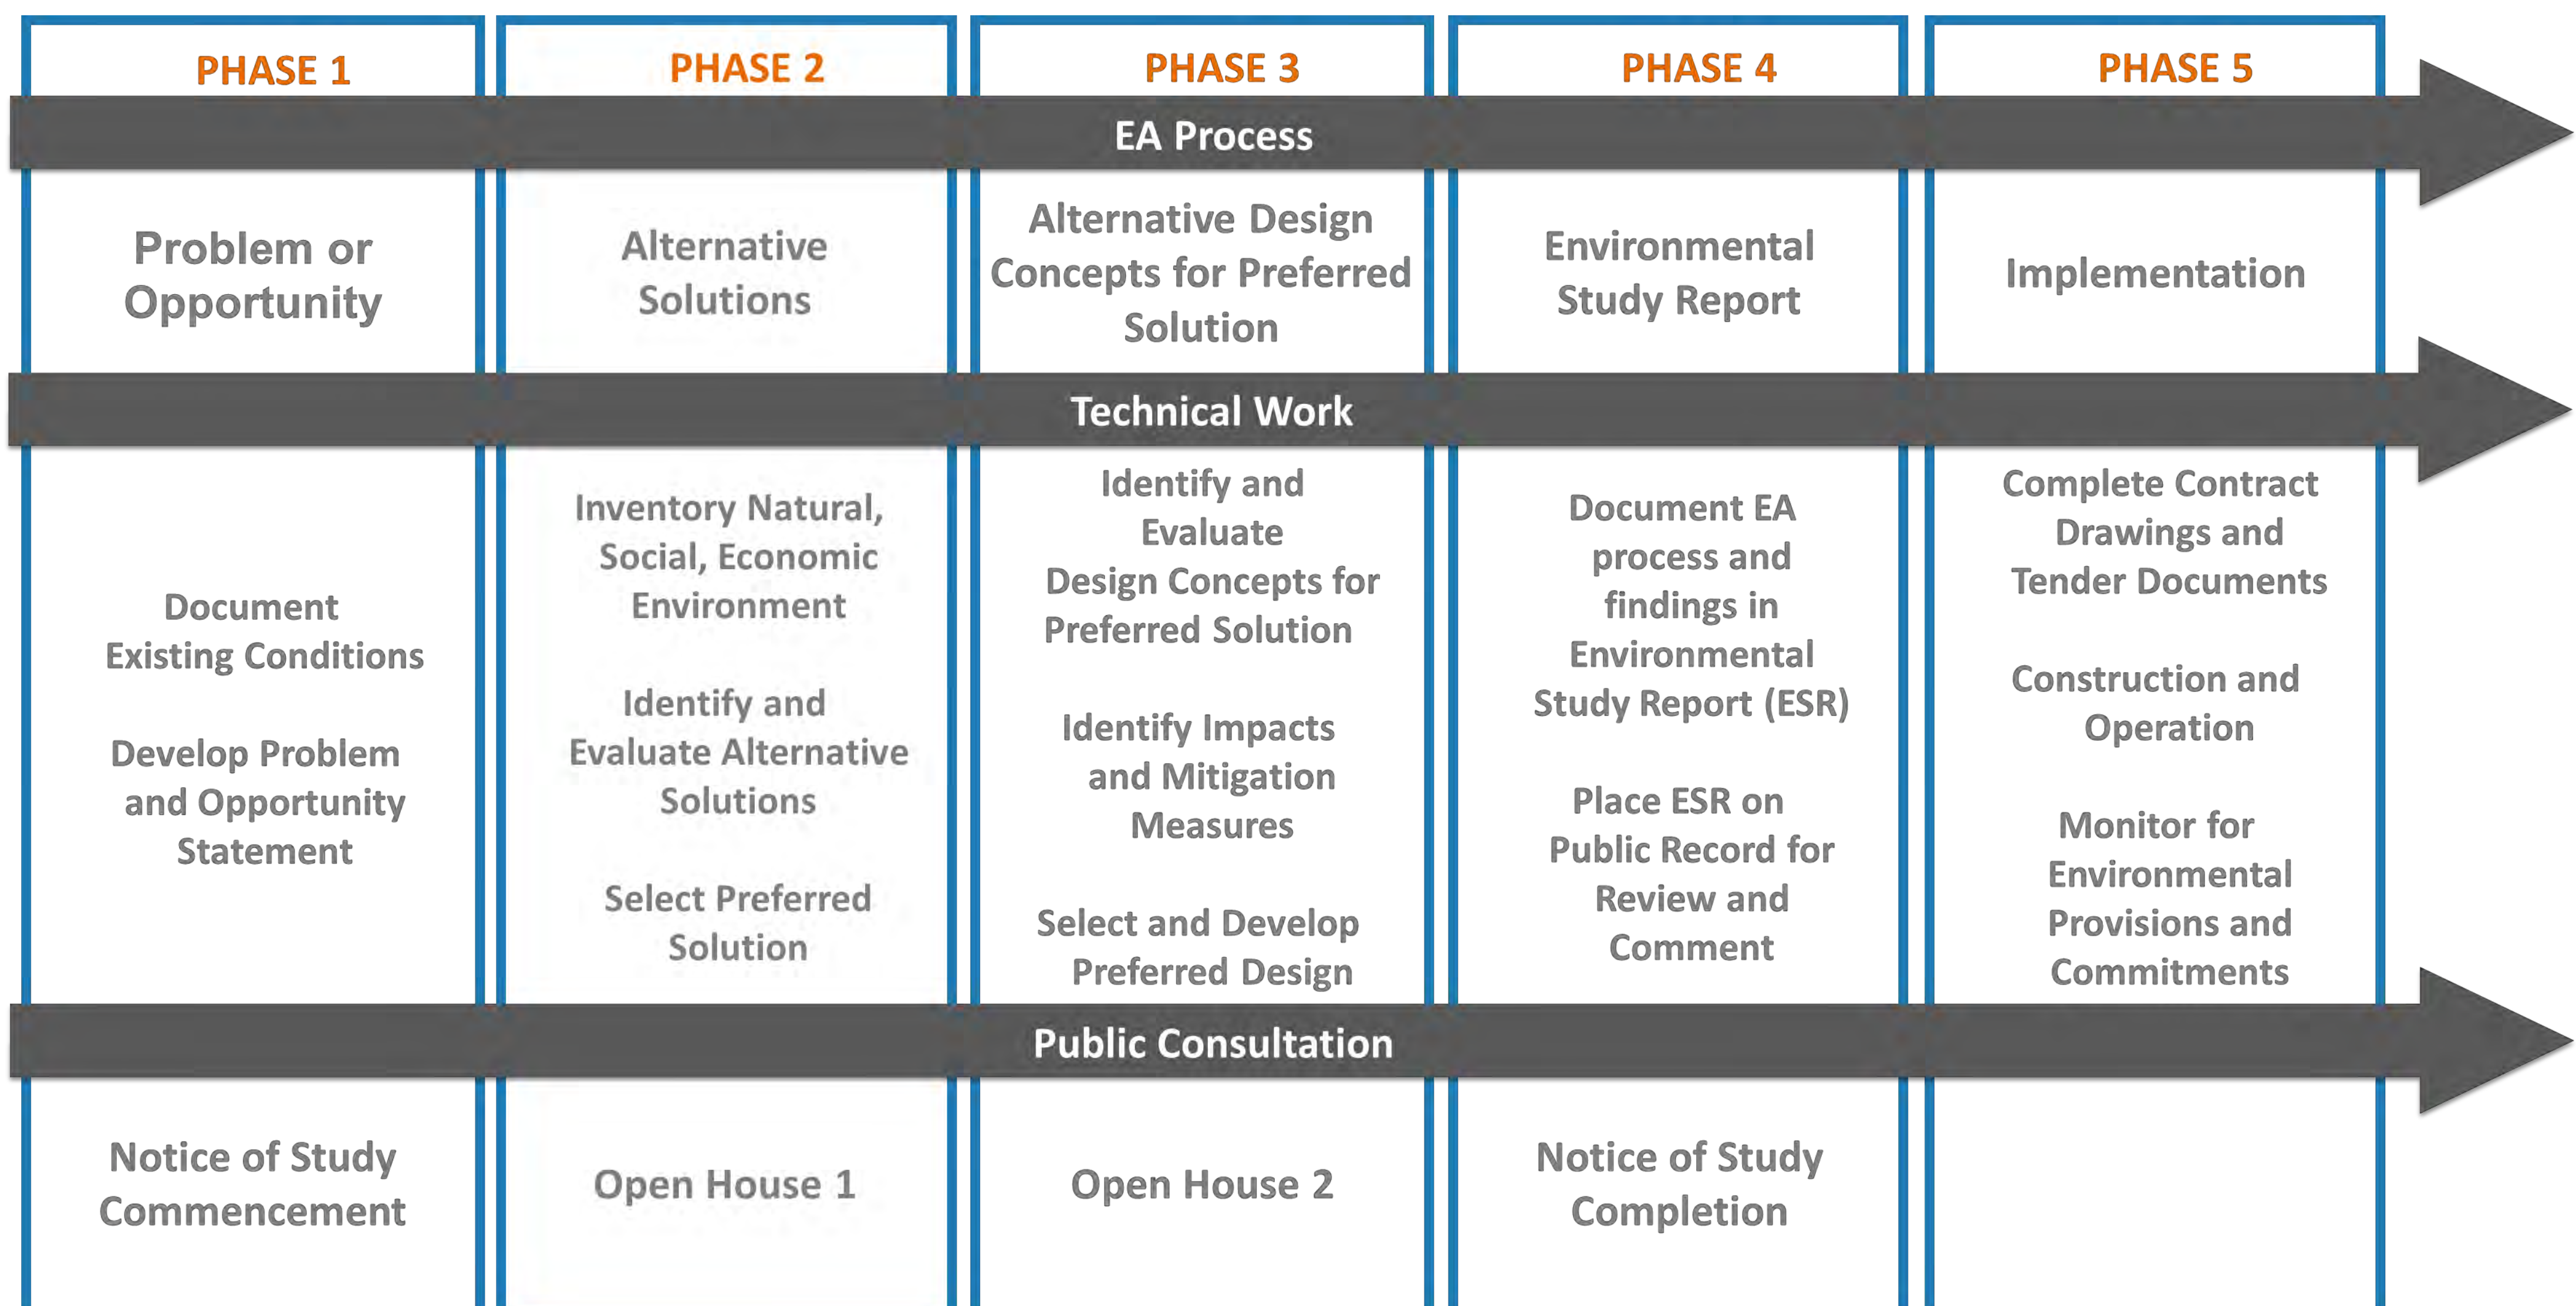 PHASE 1
PHASE 2
PHASE 3
PHASE 4
PHASE 5
EA Process
Problem or
Opportunity
Alternative
Solutions
Alternative Design
Concepts for Preferred
Solution
Environmental
Study Report
Implementation
Technical Work
Document
Existing Conditions
Develop Problem
and Opportunity
Statement
Inventory Natural,
Social, Economic
Environment
Identify and
Evaluate Alternative
Solutions
Select Preferred
Solution
Identify and
Evaluate
Design Concepts for
Preferred Solution
Identify Impacts
and Mitigation
Measures
Select and Develop
Preferred Design
Document EA
process and
findings in
Environmental
Study Report (ESR)
Place ESR on
Public Record for
Review and
Comment
Complete Contract
Drawings and
Tender Documents
Construction and
Operation
Monitor for
Environmental
Provisions and
Commitments
Public Consultation
Notice of Study
Commencement
Open House 1
Open House 2
Notice of Study
Completion